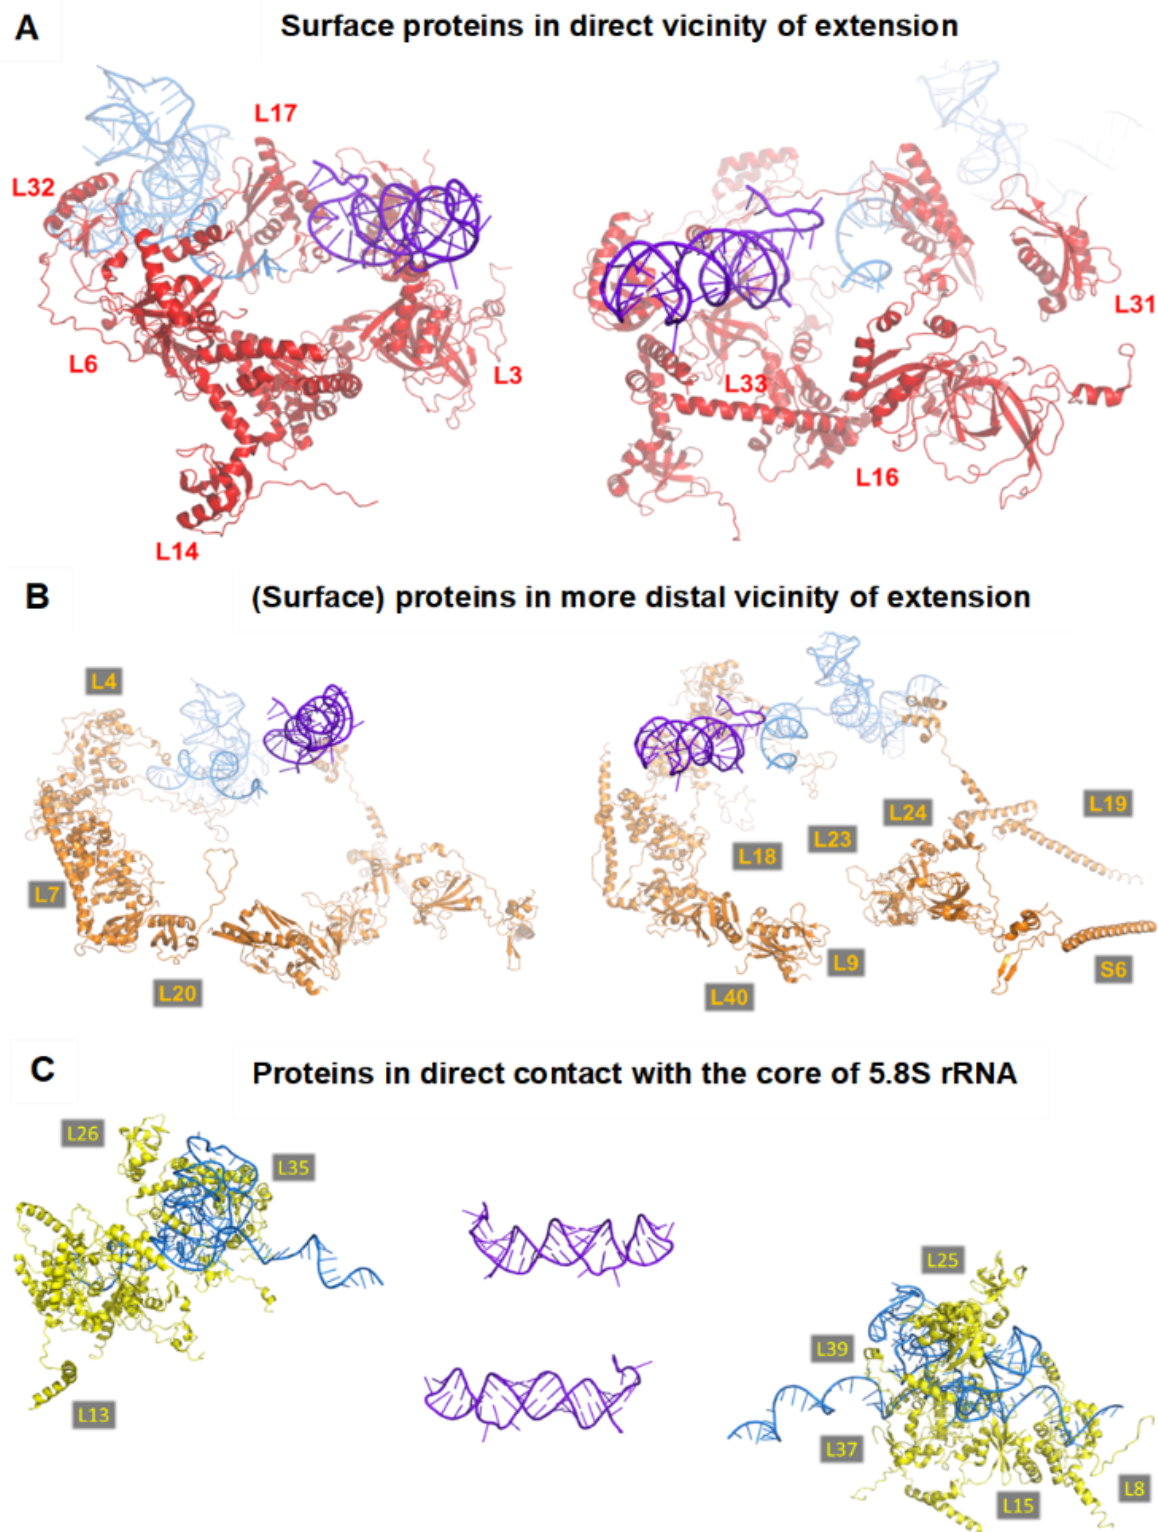 A
Surface proteins in direct vicinity of extension
L17
L32
L31
L6
L3
L33
L16
L14
B
(Surface) proteins in more distal vicinity of extension
L4
L19
L24
L23
L18
L7
L9
S6
L20
L40
C
Proteins in direct contact with the core of 5.8S rRNA
L26
L35
L25
L39
L13
L37
L8
L15